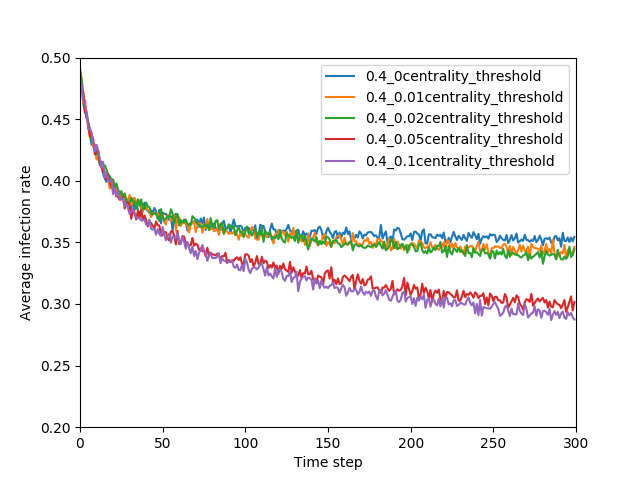 0.50
0.45
0.40
0.35
0.30
0.25
0.20
Average infection rate
0.4_0centrality_threshold
0.4_0.01centrality_threshold
0.4_0.02centrality_threshold
0.4_0.05centrality_threshold
0.4_0.1centrality_threshold
0 50 100 150 200 250 300
Time step